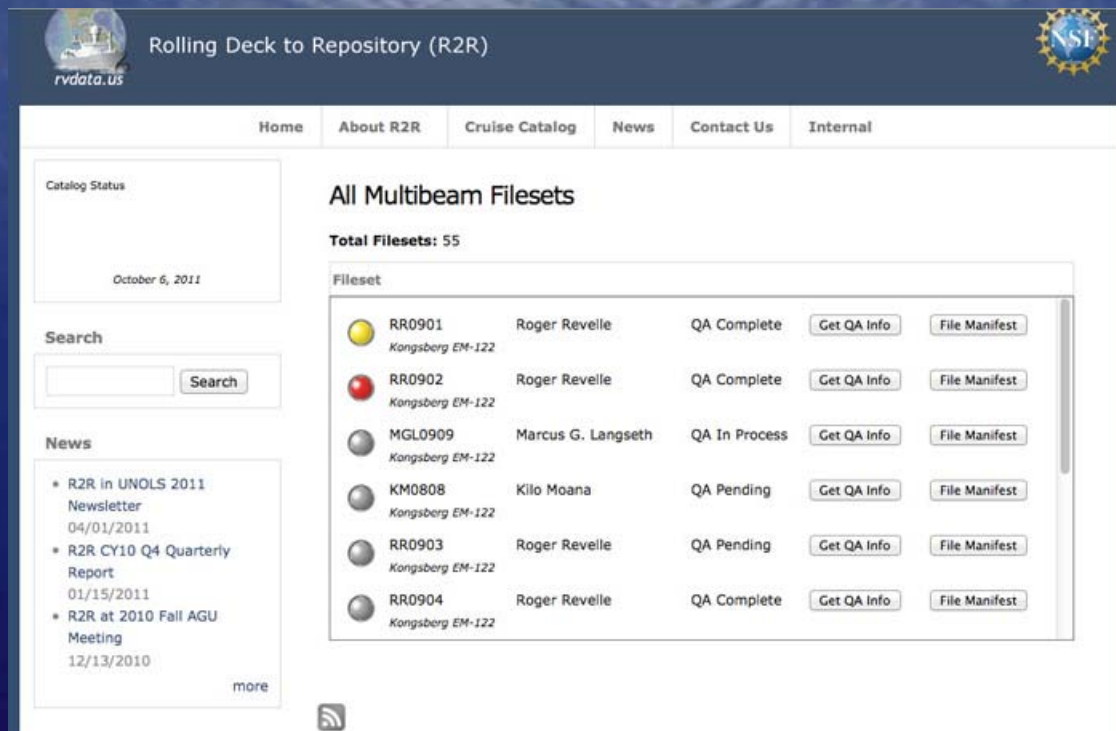 rvdata.us
Rolling Deck to Repository (R2R)
NSF
Home About R2R Cruise Catalog News Contact Us Internal
Catalog Status
October 6, 2011
Search
Search
News
R2R in UNOLS 2011
Newsletter
04/01/2011
R2R CY10 Q4 Quarterly
Report
01/15/2011
R2R at 2010 Fall AGU
Meeting
12/13/2010
more
All Multibeam Filesets
Total Filesets: 55
Fileset
RR0901 Roger Revelle QA Complete Get QA Info File Manifest
Kongsberg EM-122
RR0902 Roger Revelle QA Complete Get QA Info File Manifest
Kongsberg EM-122
MGL0909 Marcus G. Langseth QA In Process Get QA Info File Manifest
Kongsberg EM-122
KM0808 Kilo Moana QA Pending Get QA Info File Manifest
Kongsberg EM-122
RR0903 Roger Revelle QA Pending Get QA Info File Manifest
Kongsberg EM-122
RR0904 Roger Revelle QA Complete Get QA Info File Manifest
Kongsberg EM-122